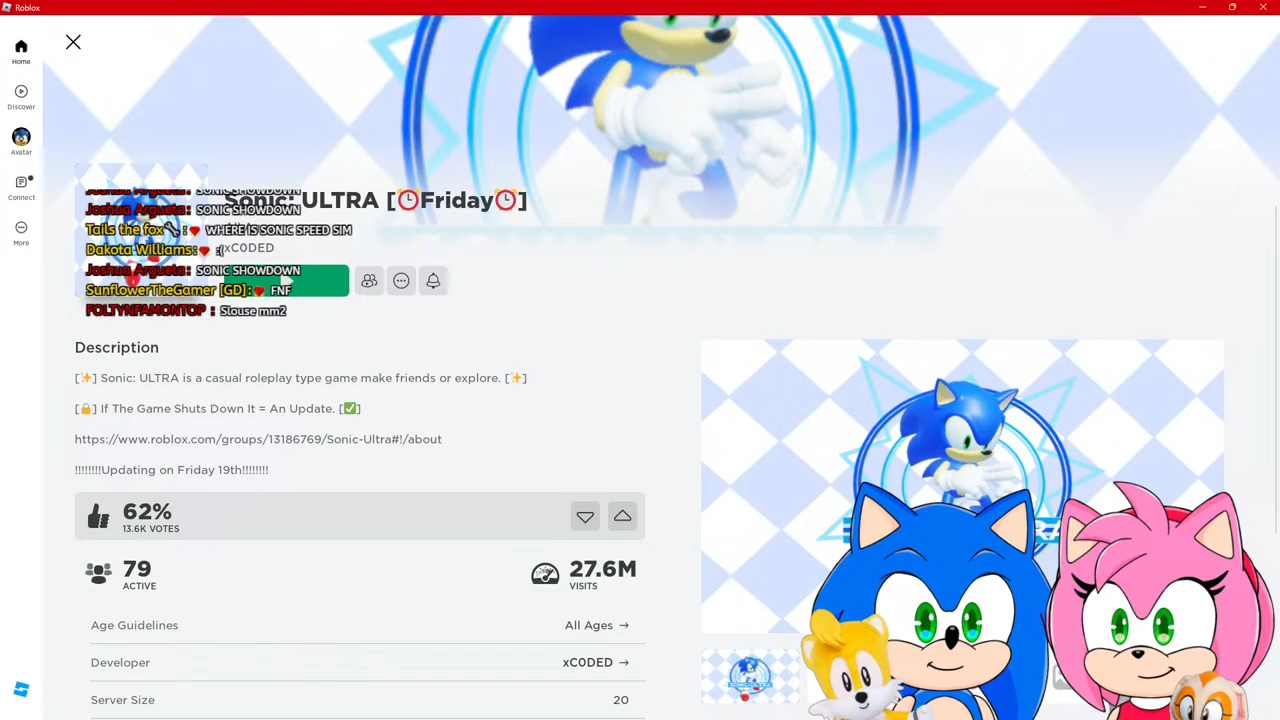 Roblox
Home
Discover
Avatar
Connect
More
Joshua Argueta: SONIC SHOWDOWN
Sonic: ULTRA [⏰Friday⏰]
Joshua Argueta: SONIC SHOWDOWN
Tails the fox🔧: WHERE IS SONIC SPEED SIM
Dakota Williams: :(
xC0DED
Joshua Argueta: SONIC SHOWDOWN
SunflowerTheGamer [GD]: FNF
FOLTYNFAMONTOP : Slouse mm2
Description
[✨] Sonic: ULTRA is a casual roleplay type game make friends or explore. [✨]
[🔒] If The Game Shuts Down It = An Update. [✅]
https://www.roblox.com/groups/13186769/Sonic-Ultra#!/about
!!!!!!!!Updating on Friday 19th!!!!!!!!
62%
13.6K VOTES
79
ACTIVE
27.6M
VISITS
Age Guidelines
All Ages →
Developer
xC0DED →
Server Size
20